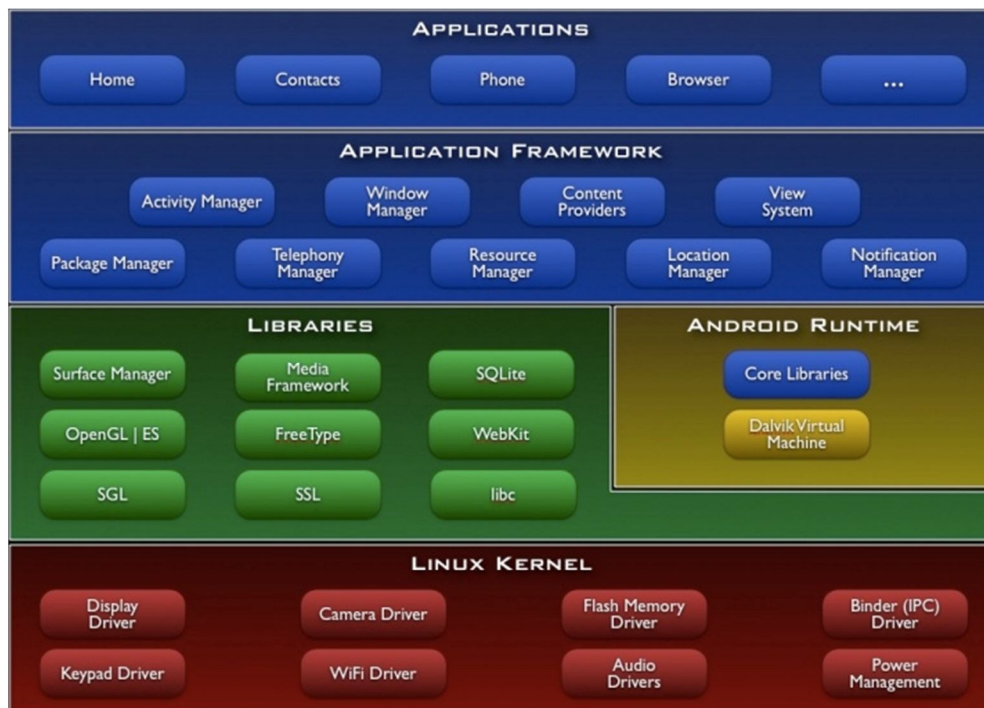 APPLICATIONS
Home
Contacts
Phone
Browser
...
APPLICATION FRAMEWORK
Activity Manager
Window
Manager
Content
Providers
View
System
Package Manager
Telephony
Manager
Resource
Manager
Location
Manager
Notification
Manager
LIBRARIES
Surface Manager
Media
Framework
SQLite
OpenGL | ES
FreeType
WebKit
SGL
SSL
libc
ANDROID RUNTIME
Core Libraries
Dalvik Virtual
Machine
LINUX KERNEL
Display
Driver
Camera Driver
Flash Memory
Driver
Binder (IPC)
Driver
Keypad Driver
WiFi Driver
Audio
Drivers
Power
Management